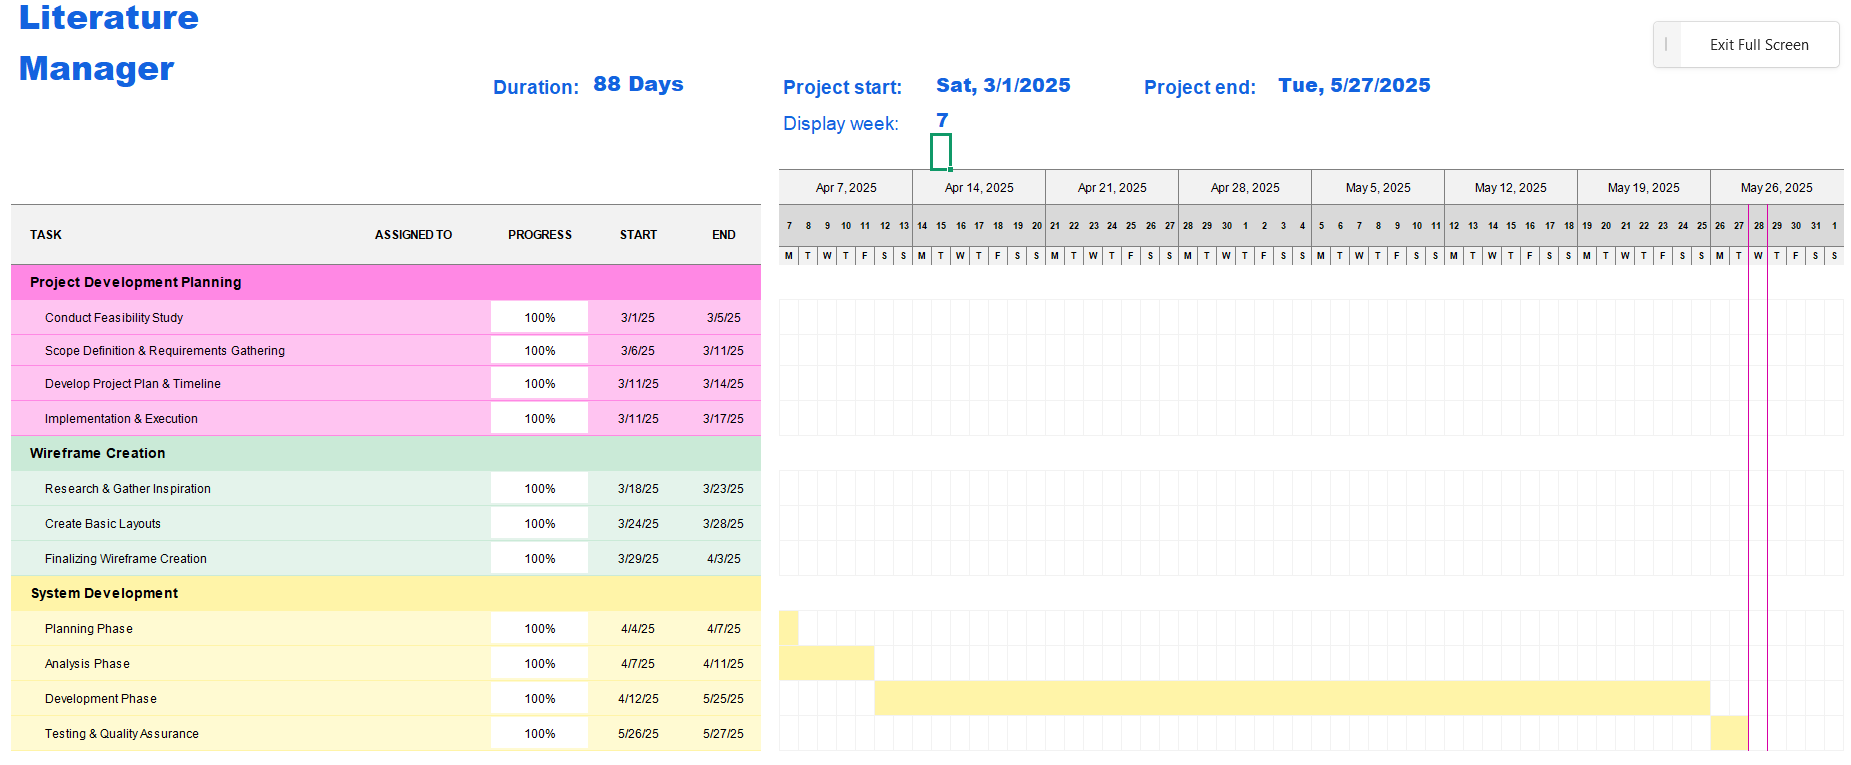 Literature
Manager
Exit Full Screen
Duration: 88 Days Project start: Sat, 3/1/2025 Project end: Tue, 5/27/2025
Display week: 7
Apr 7, 2025 Apr 14, 2025 Apr 21, 2025 Apr 28, 2025 May 5, 2025 May 12, 2025 May 19, 2025 May 26, 2025
7 8 9 10 11 12 13 14 15 16 17 18 19 20 21 22 23 24 25 26 27 28 29 30 1 2 3 4 5 6 7 8 9 10 11 12 13 14 15 16 17 18 19 20 21 22 23 24 25 26 27 28 29 30 31 1
TASK ASSIGNED TO PROGRESS START END
M T W T F S S M T W T F S S M T W T F S S M T W T F S S M T W T F S S M T W T F S S M T W T F S S M T W T F S S
Project Development Planning
Conduct Feasibility Study 100% 3/1/25 3/5/25
Scope Definition & Requirements Gathering 100% 3/6/25 3/11/25
Develop Project Plan & Timeline 100% 3/11/25 3/14/25
Implementation & Execution 100% 3/11/25 3/17/25
Wireframe Creation
Research & Gather Inspiration 100% 3/18/25 3/23/25
Create Basic Layouts 100% 3/24/25 3/28/25
Finalizing Wireframe Creation 100% 3/29/25 4/3/25
System Development
Planning Phase 100% 4/4/25 4/7/25
Analysis Phase 100% 4/7/25 4/11/25
Development Phase 100% 4/12/25 5/25/25
Testing & Quality Assurance 100% 5/26/25 5/27/25